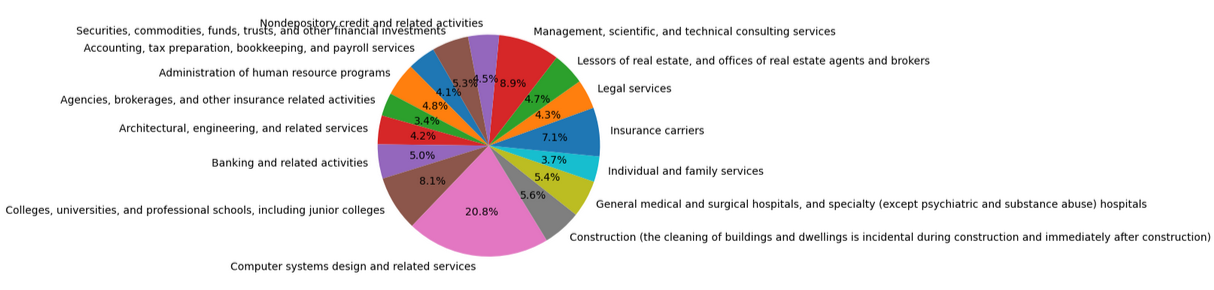 Nondepository credit and related activities
Securities, commodities, funds, trusts, and other financial investments
Management, scientific, and technical consulting services
Accounting, tax preparation, bookkeeping, and payroll services
Lessors of real estate, and offices of real estate agents and brokers
Administration of human resource programs
Legal services
Agencies, brokerages, and other insurance related activities
Architectural, engineering, and related services
Insurance carriers
Banking and related activities
Individual and family services
General medical and surgical hospitals, and specialty (except psychiatric and substance abuse) hospitals
Colleges, universities, and professional schools, including junior colleges
Construction (the cleaning of buildings and dwellings is incidental during construction and immediately after construction)
Computer systems design and related services
4.5%
5.3%
8.9%
4.1%
4.7%
4.8%
4.3%
3.4%
4.2%
7.1%
5.0%
3.7%
5.4%
8.1%
5.6%
20.8%